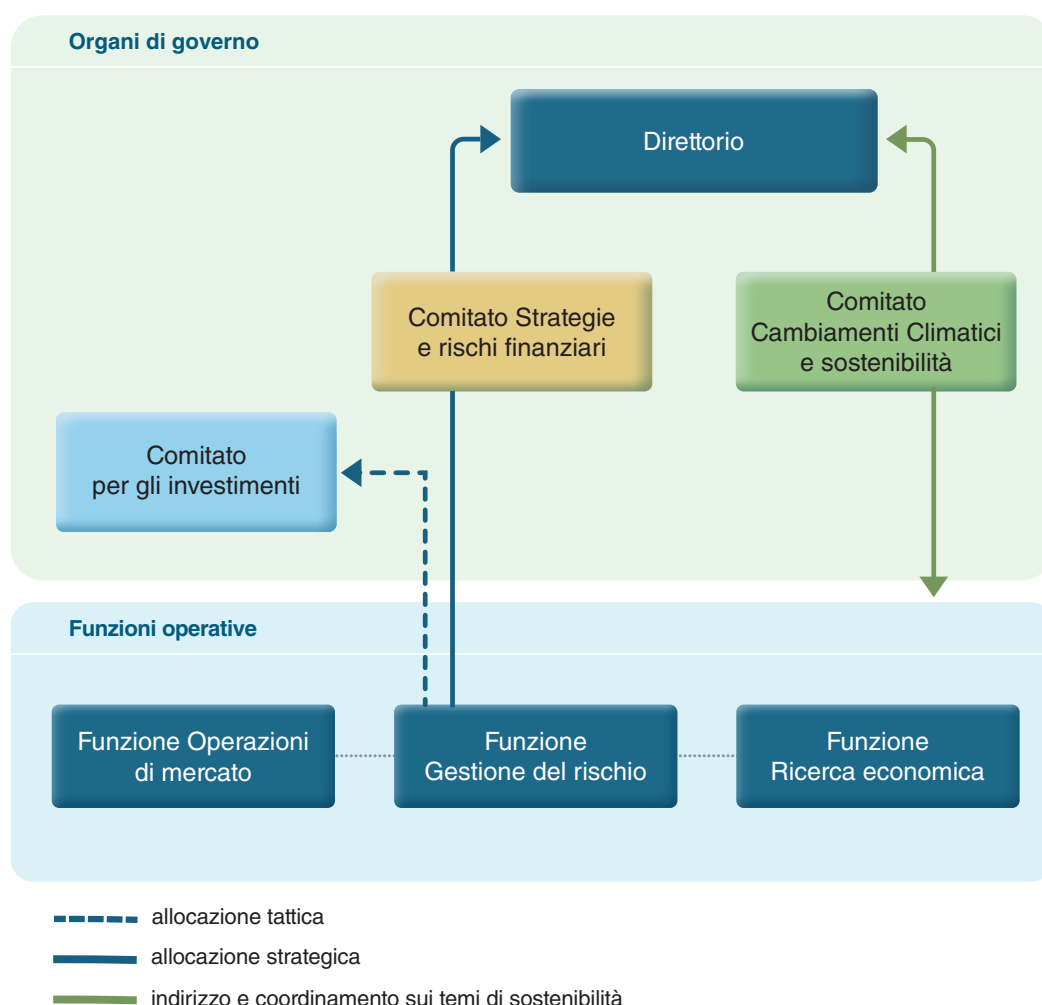 Organi di governo
Direttorio
Comitato Strategie
e rischi finanziari
Comitato
Cambiamenti Climatici
e sostenibilità
Comitato
per gli investimenti
Funzioni operative
Funzione Operazioni
di mercato
Funzione
Gestione del rischio
Funzione
Ricerca economica
allocazione tattica
allocazione strategica
indirizzo e coordinamento sui temi di sostenibilità